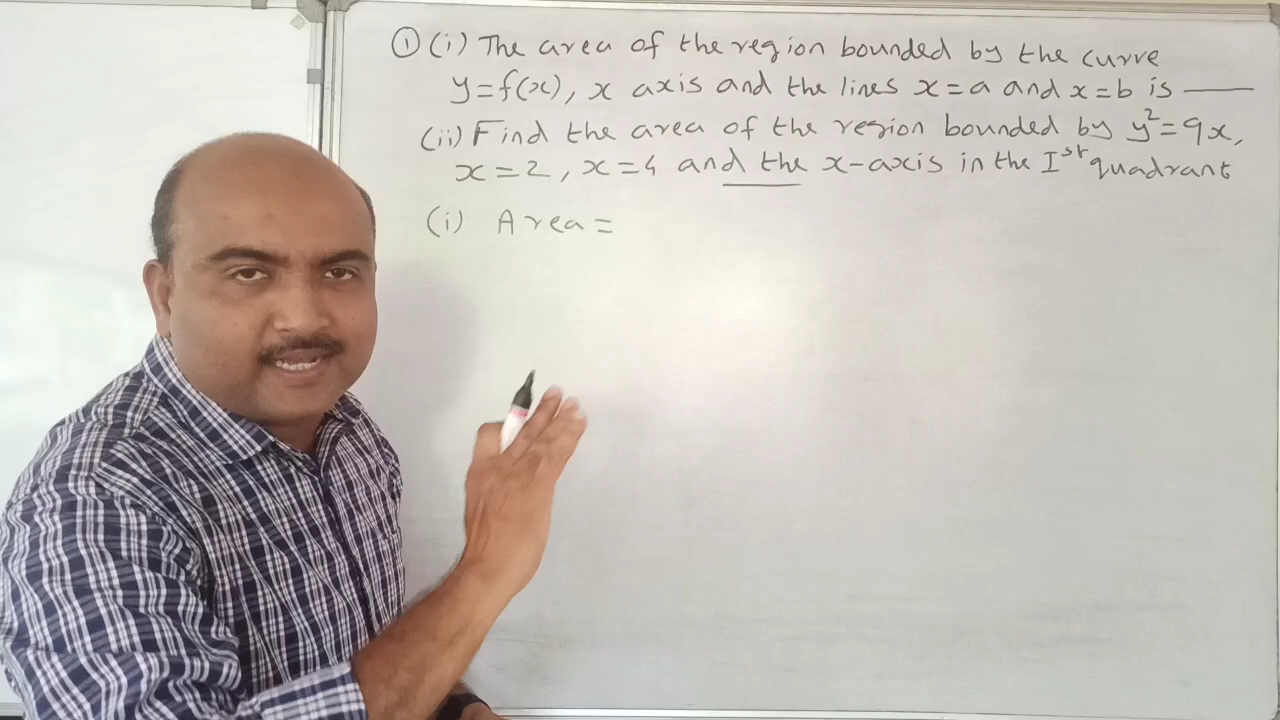 ① (i) The area of the region bounded by the curve
y=f(x), x axis and the lines x=a and x=b is ——
(ii) Find the area of the region bounded by y²=9x,
x=2, x=4 and the x-axis in the Iˢᵗ quadrant
(i) Area=